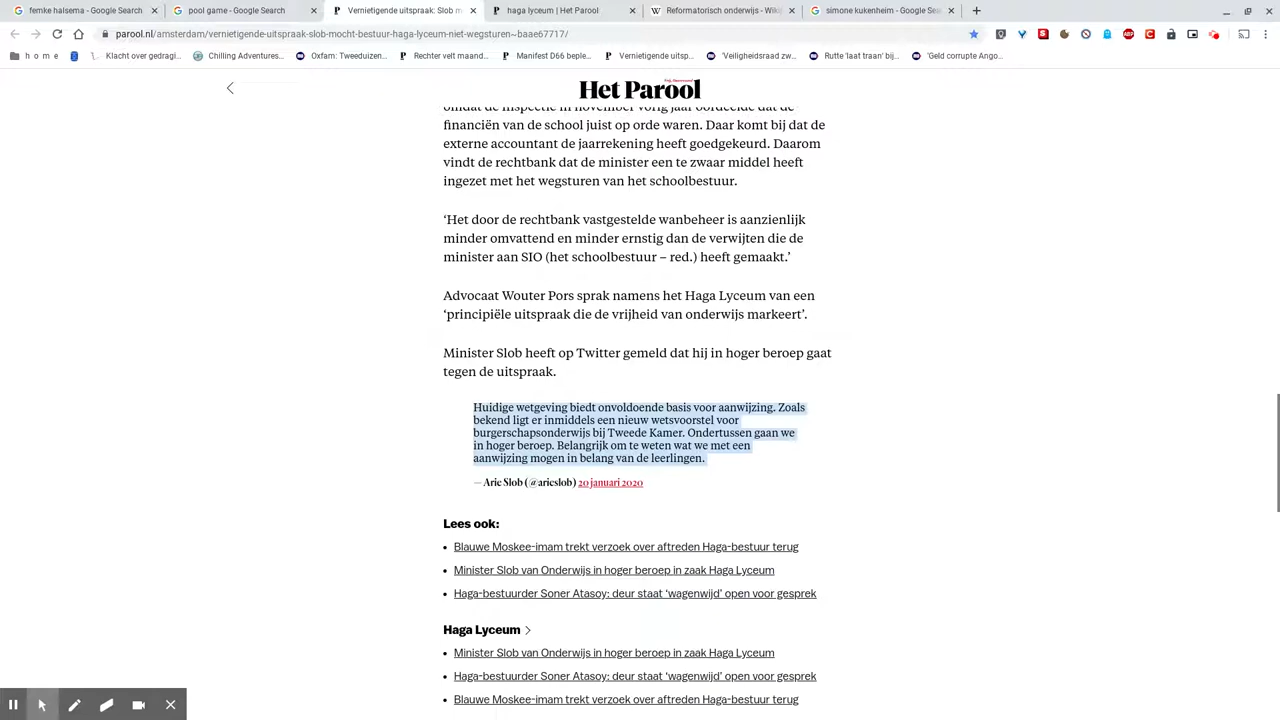 femke halsema - Google Search
pool game - Google Search
Vernietigende uitspraak: Slob m
haga lyceum | Het Parool
Reformatorisch onderwijs - Wiki
simone kukenheim - Google Sea
parool.nl/amsterdam/vernietigende-uitspraak-slob-mocht-bestuur-haga-lyceum-niet-wegsturen~baae67717/
h o m e
Klacht over gedragi...
Chilling Adventures...
Oxfam: Tweeduizen...
Rechter velt maand...
Manifest D66 beple...
Vernietigende uitsp...
'Veiligheidsraad zw...
Rutte 'laat traan' bij...
'Geld corrupte Ango...
Het Parool
omdat de inspectie in november vorig jaar oordeelde dat de
financiën van de school juist op orde waren. Daar komt bij dat de
externe accountant de jaarrekening heeft goedgekeurd. Daarom
vindt de rechtbank dat de minister een te zwaar middel heeft
ingezet met het wegsturen van het schoolbestuur.
‘Het door de rechtbank vastgestelde wanbeheer is aanzienlijk
minder omvattend en minder ernstig dan de verwijten die de
minister aan SIO (het schoolbestuur – red.) heeft gemaakt.’
Advocaat Wouter Pors sprak namens het Haga Lyceum van een
‘principiële uitspraak die de vrijheid van onderwijs markeert’.
Minister Slob heeft op Twitter gemeld dat hij in hoger beroep gaat
tegen de uitspraak.
Huidige wetgeving biedt onvoldoende basis voor aanwijzing. Zoals
bekend ligt er inmiddels een nieuw wetsvoorstel voor
burgerschapsonderwijs bij Tweede Kamer. Ondertussen gaan we
in hoger beroep. Belangrijk om te weten wat we met een
aanwijzing mogen in belang van de leerlingen.
— Arie Slob (@arieslob) 20 januari 2020
Lees ook:
Blauwe Moskee-imam trekt verzoek over aftreden Haga-bestuur terug
Minister Slob van Onderwijs in hoger beroep in zaak Haga Lyceum
Haga-bestuurder Soner Atasoy: deur staat ‘wagenwijd’ open voor gesprek
Haga Lyceum
Minister Slob van Onderwijs in hoger beroep in zaak Haga Lyceum
Haga-bestuurder Soner Atasoy: deur staat ‘wagenwijd’ open voor gesprek
Blauwe Moskee-imam trekt verzoek over aftreden Haga-bestuur terug